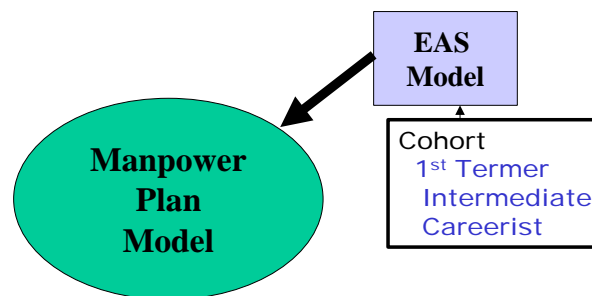 EAS
Model
Manpower
Plan
Model
Cohort
1st Termer
Intermediate
Careerist